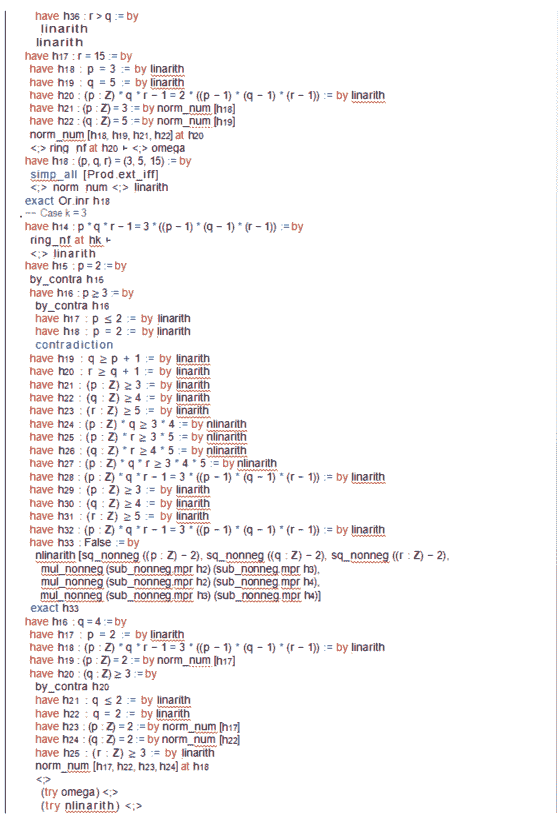 have h36 : r > q := by
linarith
linarith
have h17 : r = 15 := by
have h18 : p = 3 := by linarith
have h19 : q = 5 := by linarith
have h20 : (p : Z) * q * r − 1 = 2 * ((p − 1) * (q − 1) * (r − 1)) := by linarith
have h21 : (p : Z) = 3 := by norm_num [h18]
have h22 : (q : Z) = 5 := by norm_num [h19]
norm_num [h18, h19, h21, h22] at h20
<;> ring_nf at h20 ⊢ <;> omega
have h18 : (p, q, r) = (3, 5, 15) := by
simp_all [Prod.ext_iff]
<;> norm_num <;> linarith
exact Or.inr h18
. −− Case k = 3
have h14 : p * q * r − 1 = 3 * ((p − 1) * (q − 1) * (r − 1)) := by
ring_nf at hk ⊢
<;> linarith
have h15 : p = 2 := by
by_contra h15
have h16 : p ≥ 3 := by
by_contra h16
have h17 : p ≤ 2 := by linarith
have h18 : p = 2 := by linarith
contradiction
have h19 : q ≥ p + 1 := by linarith
have h20 : r ≥ q + 1 := by linarith
have h21 : (p : Z) ≥ 3 := by linarith
have h22 : (q : Z) ≥ 4 := by linarith
have h23 : (r : Z) ≥ 5 := by linarith
have h24 : (p : Z) * q ≥ 3 * 4 := by nlinarith
have h25 : (p : Z) * r ≥ 3 * 5 := by nlinarith
have h26 : (q : Z) * r ≥ 4 * 5 := by nlinarith
have h27 : (p : Z) * q * r ≥ 3 * 4 * 5 := by nlinarith
have h28 : (p : Z) * q * r − 1 = 3 * ((p − 1) * (q − 1) * (r − 1)) := by linarith
have h29 : (p : Z) ≥ 3 := by linarith
have h30 : (q : Z) ≥ 4 := by linarith
have h31 : (r : Z) ≥ 5 := by linarith
have h32 : (p : Z) * q * r − 1 = 3 * ((p − 1) * (q − 1) * (r − 1)) := by linarith
have h33 : False := by
nlinarith [sq_nonneg ((p : Z) − 2), sq_nonneg ((q : Z) − 2), sq_nonneg ((r : Z) − 2),
mul_nonneg (sub_nonneg.mpr h2) (sub_nonneg.mpr h3),
mul_nonneg (sub_nonneg.mpr h2) (sub_nonneg.mpr h4),
mul_nonneg (sub_nonneg.mpr h3) (sub_nonneg.mpr h4)]
exact h33
have h16 : q = 4 := by
have h17 : p = 2 := by linarith
have h18 : (p : Z) * q * r − 1 = 3 * ((p − 1) * (q − 1) * (r − 1)) := by linarith
have h19 : (p : Z) = 2 := by norm_num [h17]
have h20 : (q : Z) ≥ 3 := by
by_contra h20
have h21 : q ≤ 2 := by linarith
have h22 : q = 2 := by linarith
have h23 : (p : Z) = 2 := by norm_num [h17]
have h24 : (q : Z) = 2 := by norm_num [h22]
have h25 : (r : Z) ≥ 3 := by linarith
norm_num [h17, h22, h23, h24] at h18
<;>
(try omega) <;>
(try nlinarith) <;>